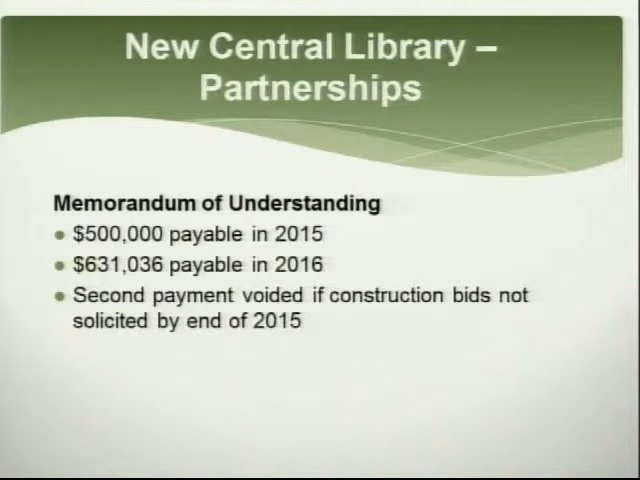 New Central Library –
Partnerships
Memorandum of Understanding
• $500,000 payable in 2015
• $631,036 payable in 2016
• Second payment voided if construction bids not
solicited by end of 2015